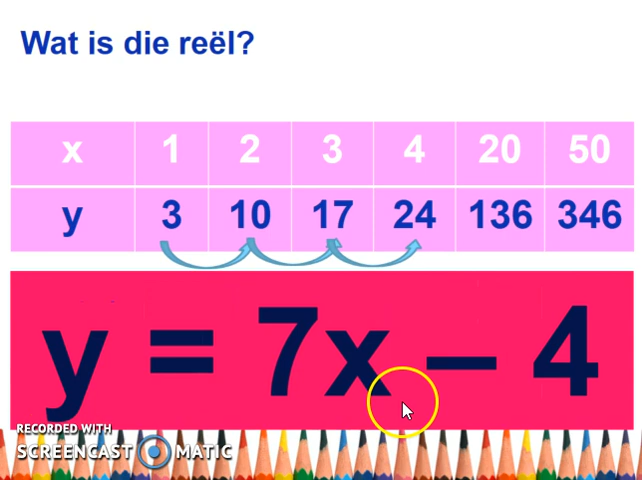 Wat is die reël?
x 1 2 3 4 20 50
y 3 10 17 24 136 346
y = 7x – 4
RECORDED WITH
SCREENCAST MATIC